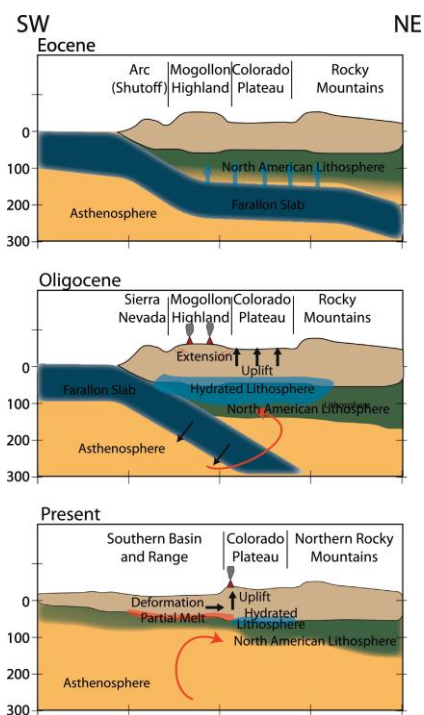 SW NE
Eocene
Arc Mogollon Colorado Rocky
(Shutoff) Highland Plateau Mountains
0
100 North American Lithosphere
200 Farallon Slab
Asthenosphere
300
Oligocene
Sierra Mogollon Colorado Rocky
Nevada Highland Plateau Mountains
Extension
0 Uplift
Farallon Slab Hydrated Lithosphere
100 North American Lithosphere Lithosphere
200 Asthenosphere
300
Present
Southern Basin Colorado Northern Rocky
and Range Plateau Mountains
Deformation Uplift
0 Partial Melt Hydrated
Lithosphere
100 North American Lithosphere
200 Asthenosphere
300